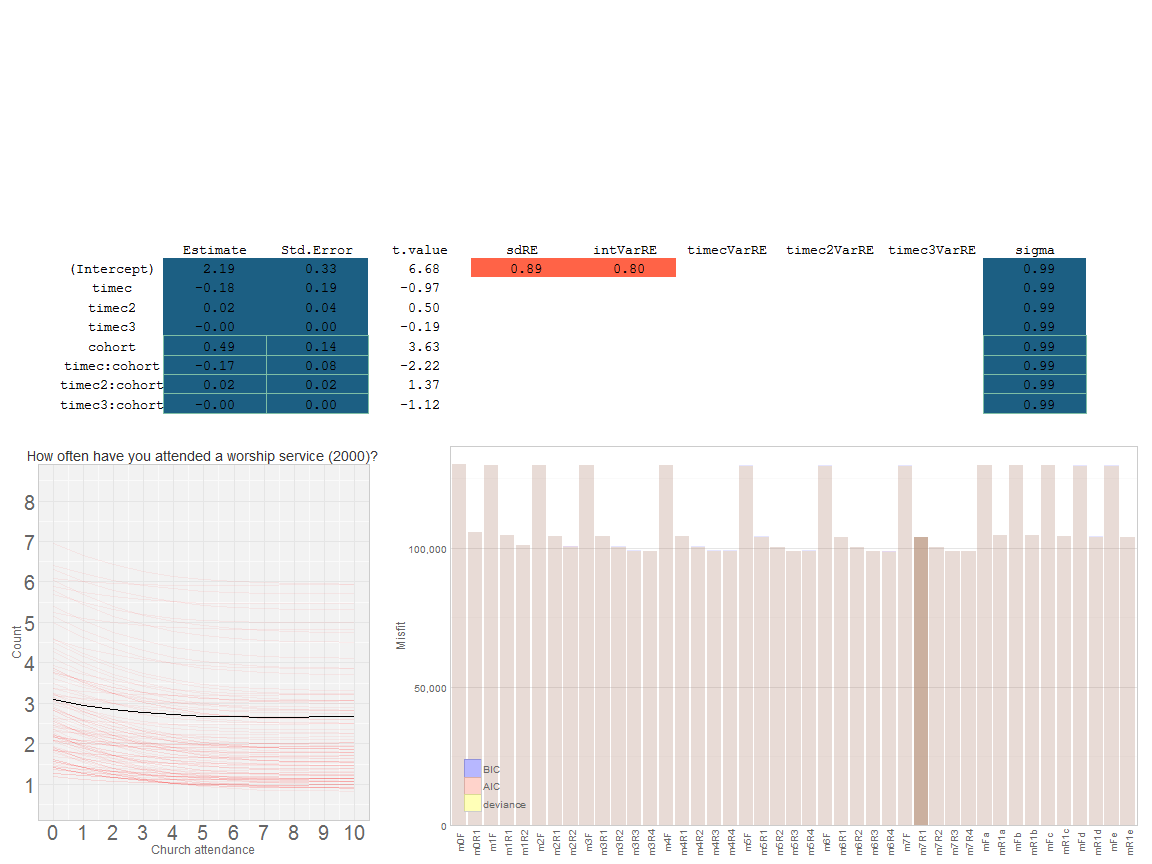 Estimate Std.Error t.value sdRE intVarRE timecVarRE timec2VarRE timec3VarRE sigma
(Intercept) 2.19 0.33 6.68 0.89 0.80 0.99
timec -0.18 0.19 -0.97 0.99
timec2 0.02 0.04 0.50 0.99
timec3 -0.00 0.00 -0.19 0.99
cohort 0.49 0.14 3.63 0.99
timec:cohort -0.17 0.08 -2.22 0.99
timec2:cohort 0.02 0.02 1.37 0.99
timec3:cohort -0.00 0.00 -1.12 0.99
How often have you attended a worship service (2000)?
8
7
6
5
4
3
2
1
Count
0 1 2 3 4 5 6 7 8 9 10
Church attendance
100,000
50,000
0
Misfit
BIC
AIC
deviance
m0F m0R1 m1F m1R1 m1R2 m2F m2R1 m2R2 m3F m3R1 m3R2 m3R3 m3R4 m4F m4R1 m4R2 m4R3 m4R4 m5F m5R1 m5R2 m5R3 m5R4 m6F m6R1 m6R2 m6R3 m6R4 m7F m7R1 m7R2 m7R3 m7R4 mFa mR1a mFb mR1b mFc mR1c mFd mR1d mFe mR1e